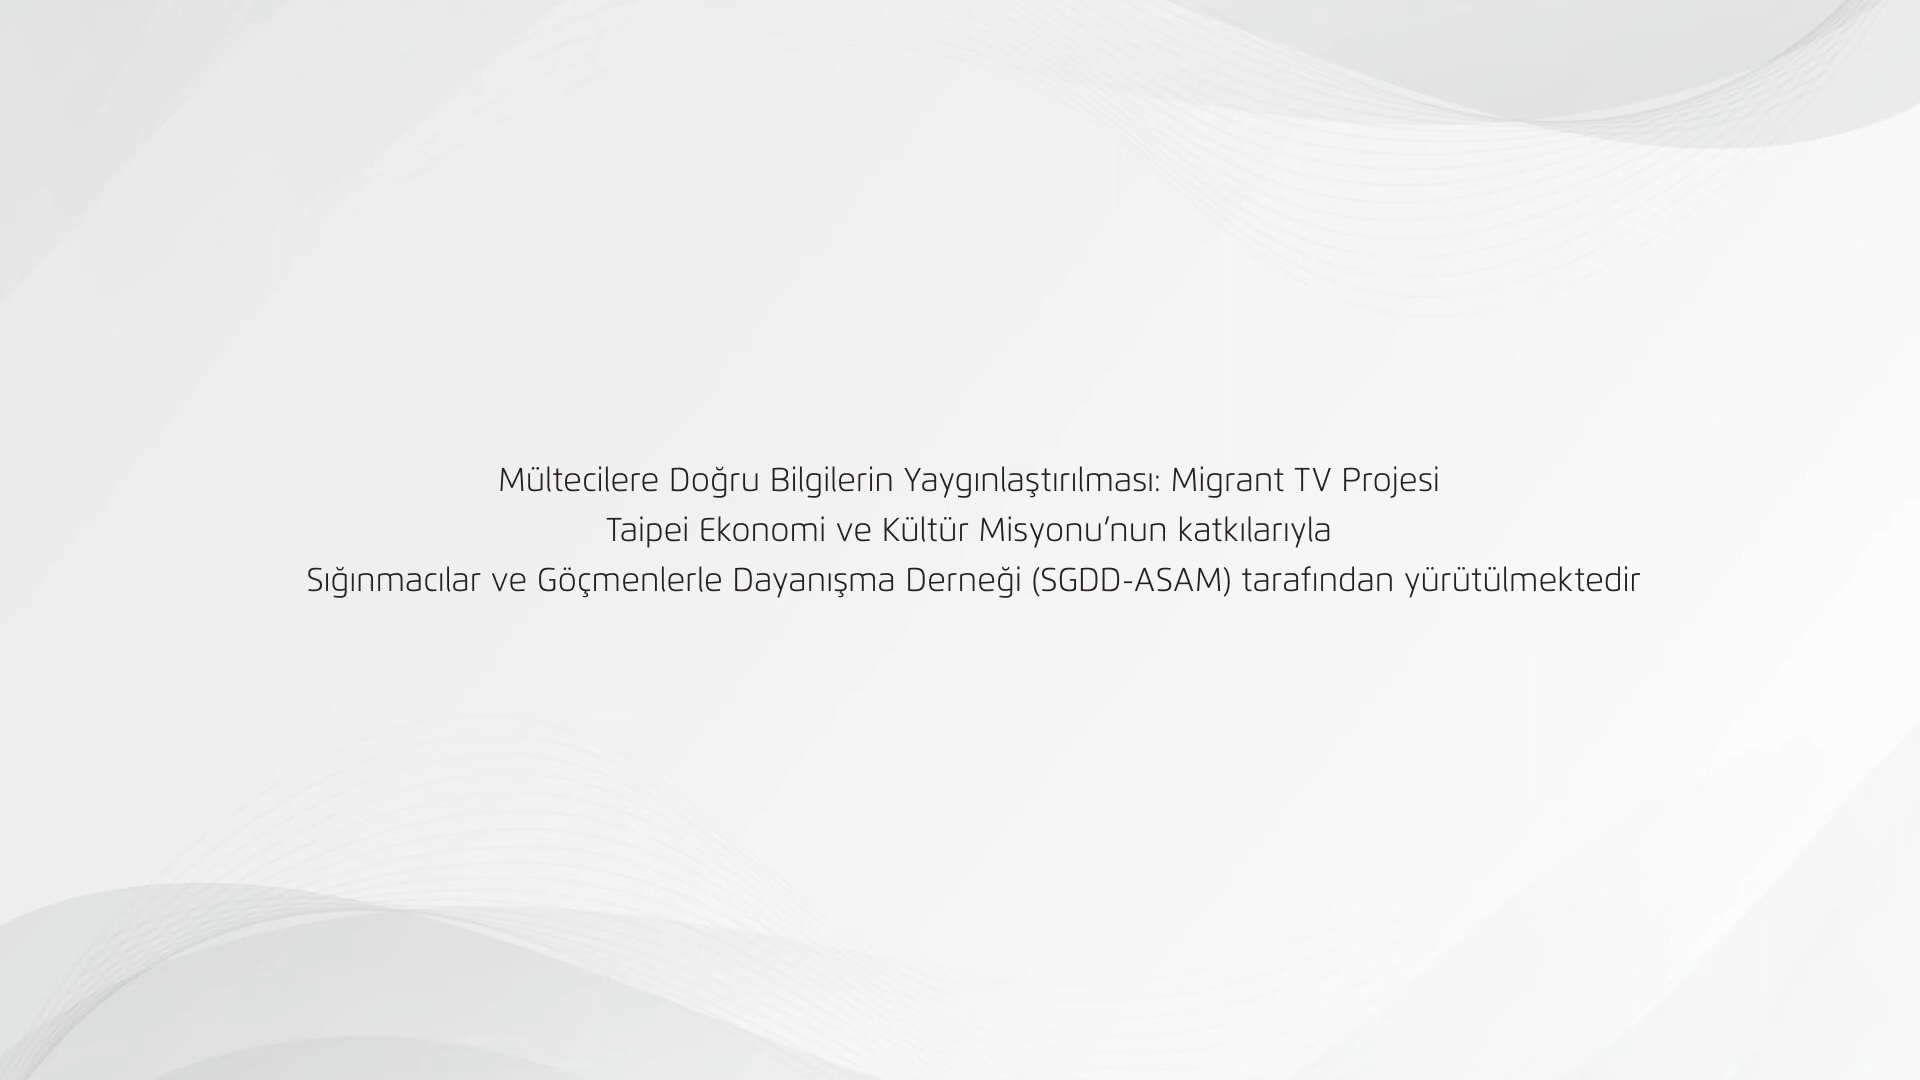 Mültecilere Doğru Bilgilerin Yaygınlaştırılması: Migrant TV Projesi
Taipei Ekonomi ve Kültür Misyonu’nun katkılarıyla
Sığınmacılar ve Göçmenlerle Dayanışma Derneği (SGDD-ASAM) tarafından yürütülmektedir